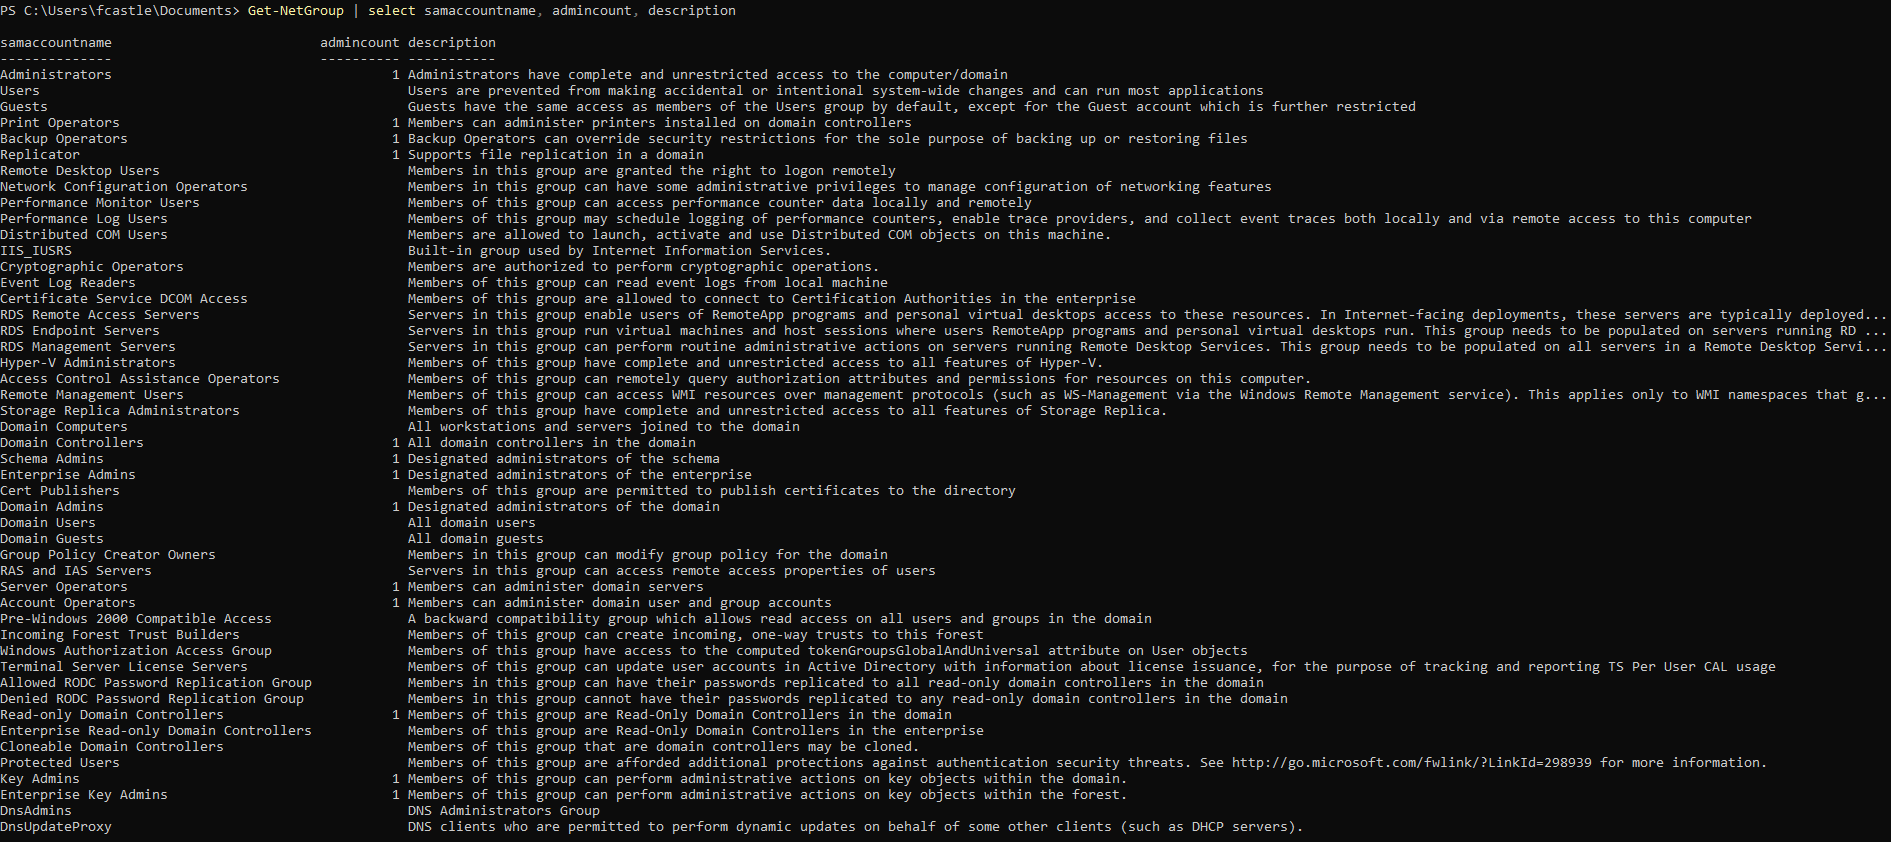 PS C:\Users\fcastle\Documents> Get-NetGroup | select samaccountname, admincount, description
samaccountname admincount description
-------------- ---------- -----------
Administrators 1 Administrators have complete and unrestricted access to the computer/domain
Users Users are prevented from making accidental or intentional system-wide changes and can run most applications
Guests Guests have the same access as members of the Users group by default, except for the Guest account which is further restricted
Print Operators 1 Members can administer printers installed on domain controllers
Backup Operators 1 Backup Operators can override security restrictions for the sole purpose of backing up or restoring files
Replicator 1 Supports file replication in a domain
Remote Desktop Users Members in this group are granted the right to logon remotely
Network Configuration Operators Members in this group can have some administrative privileges to manage configuration of networking features
Performance Monitor Users Members of this group can access performance counter data locally and remotely
Performance Log Users Members of this group may schedule logging of performance counters, enable trace providers, and collect event traces both locally and via remote access to this computer
Distributed COM Users Members are allowed to launch, activate and use Distributed COM objects on this machine.
IIS_IUSRS Built-in group used by Internet Information Services.
Cryptographic Operators Members are authorized to perform cryptographic operations.
Event Log Readers Members of this group can read event logs from local machine
Certificate Service DCOM Access Members of this group are allowed to connect to Certification Authorities in the enterprise
RDS Remote Access Servers Servers in this group enable users of RemoteApp programs and personal virtual desktops access to these resources. In Internet-facing deployments, these servers are typically deployed...
RDS Endpoint Servers Servers in this group run virtual machines and host sessions where users RemoteApp programs and personal virtual desktops run. This group needs to be populated on servers running RD ...
RDS Management Servers Servers in this group can perform routine administrative actions on servers running Remote Desktop Services. This group needs to be populated on all servers in a Remote Desktop Servi...
Hyper-V Administrators Members of this group have complete and unrestricted access to all features of Hyper-V.
Access Control Assistance Operators Members of this group can remotely query authorization attributes and permissions for resources on this computer.
Remote Management Users Members of this group can access WMI resources over management protocols (such as WS-Management via the Windows Remote Management service). This applies only to WMI namespaces that g...
Storage Replica Administrators Members of this group have complete and unrestricted access to all features of Storage Replica.
Domain Computers All workstations and servers joined to the domain
Domain Controllers 1 All domain controllers in the domain
Schema Admins 1 Designated administrators of the schema
Enterprise Admins 1 Designated administrators of the enterprise
Cert Publishers Members of this group are permitted to publish certificates to the directory
Domain Admins 1 Designated administrators of the domain
Domain Users All domain users
Domain Guests All domain guests
Group Policy Creator Owners Members in this group can modify group policy for the domain
RAS and IAS Servers Servers in this group can access remote access properties of users
Server Operators 1 Members can administer domain servers
Account Operators 1 Members can administer domain user and group accounts
Pre-Windows 2000 Compatible Access A backward compatibility group which allows read access on all users and groups in the domain
Incoming Forest Trust Builders Members of this group can create incoming, one-way trusts to this forest
Windows Authorization Access Group Members of this group have access to the computed tokenGroupsGlobalAndUniversal attribute on User objects
Terminal Server License Servers Members of this group can update user accounts in Active Directory with information about license issuance, for the purpose of tracking and reporting TS Per User CAL usage
Allowed RODC Password Replication Group Members in this group can have their passwords replicated to all read-only domain controllers in the domain
Denied RODC Password Replication Group Members in this group cannot have their passwords replicated to any read-only domain controllers in the domain
Read-only Domain Controllers 1 Members of this group are Read-Only Domain Controllers in the domain
Enterprise Read-only Domain Controllers Members of this group are Read-Only Domain Controllers in the enterprise
Cloneable Domain Controllers Members of this group that are domain controllers may be cloned.
Protected Users Members of this group are afforded additional protections against authentication security threats. See http://go.microsoft.com/fwlink/?LinkId=298939 for more information.
Key Admins 1 Members of this group can perform administrative actions on key objects within the domain.
Enterprise Key Admins 1 Members of this group can perform administrative actions on key objects within the forest.
DnsAdmins DNS Administrators Group
DnsUpdateProxy DNS clients who are permitted to perform dynamic updates on behalf of some other clients (such as DHCP servers).